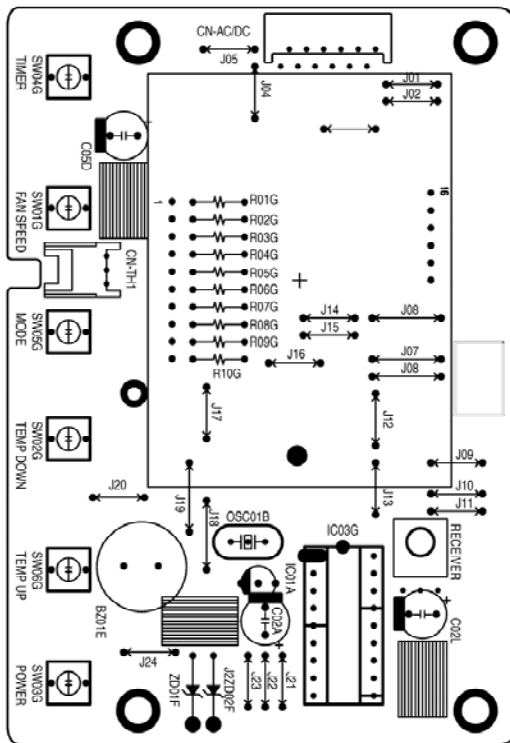 CN-AC/DC
J05
J04
J01
J02
SW04G
TIMER
C05D
+
1
16
R01G
R02G
R03G
R04G
R05G
R06G
R07G
R08G
R09G
R10G
SW01G
FAN SPEED
CN-TH1
SW05G
MODE
J14
J15
J16
J08
J07
J08
J17
J12
SW02G
TEMP DOWN
J20
J19
J18
J13
J09
J10
J11
OSC01B
IC03G
RECEIVER
SW06G
TEMP UP
BZ01E
IC01A
C02A
+
C02L
+
J24
ZD01F
J2ZD02F
J23
J22
J21
SW03G
POWER